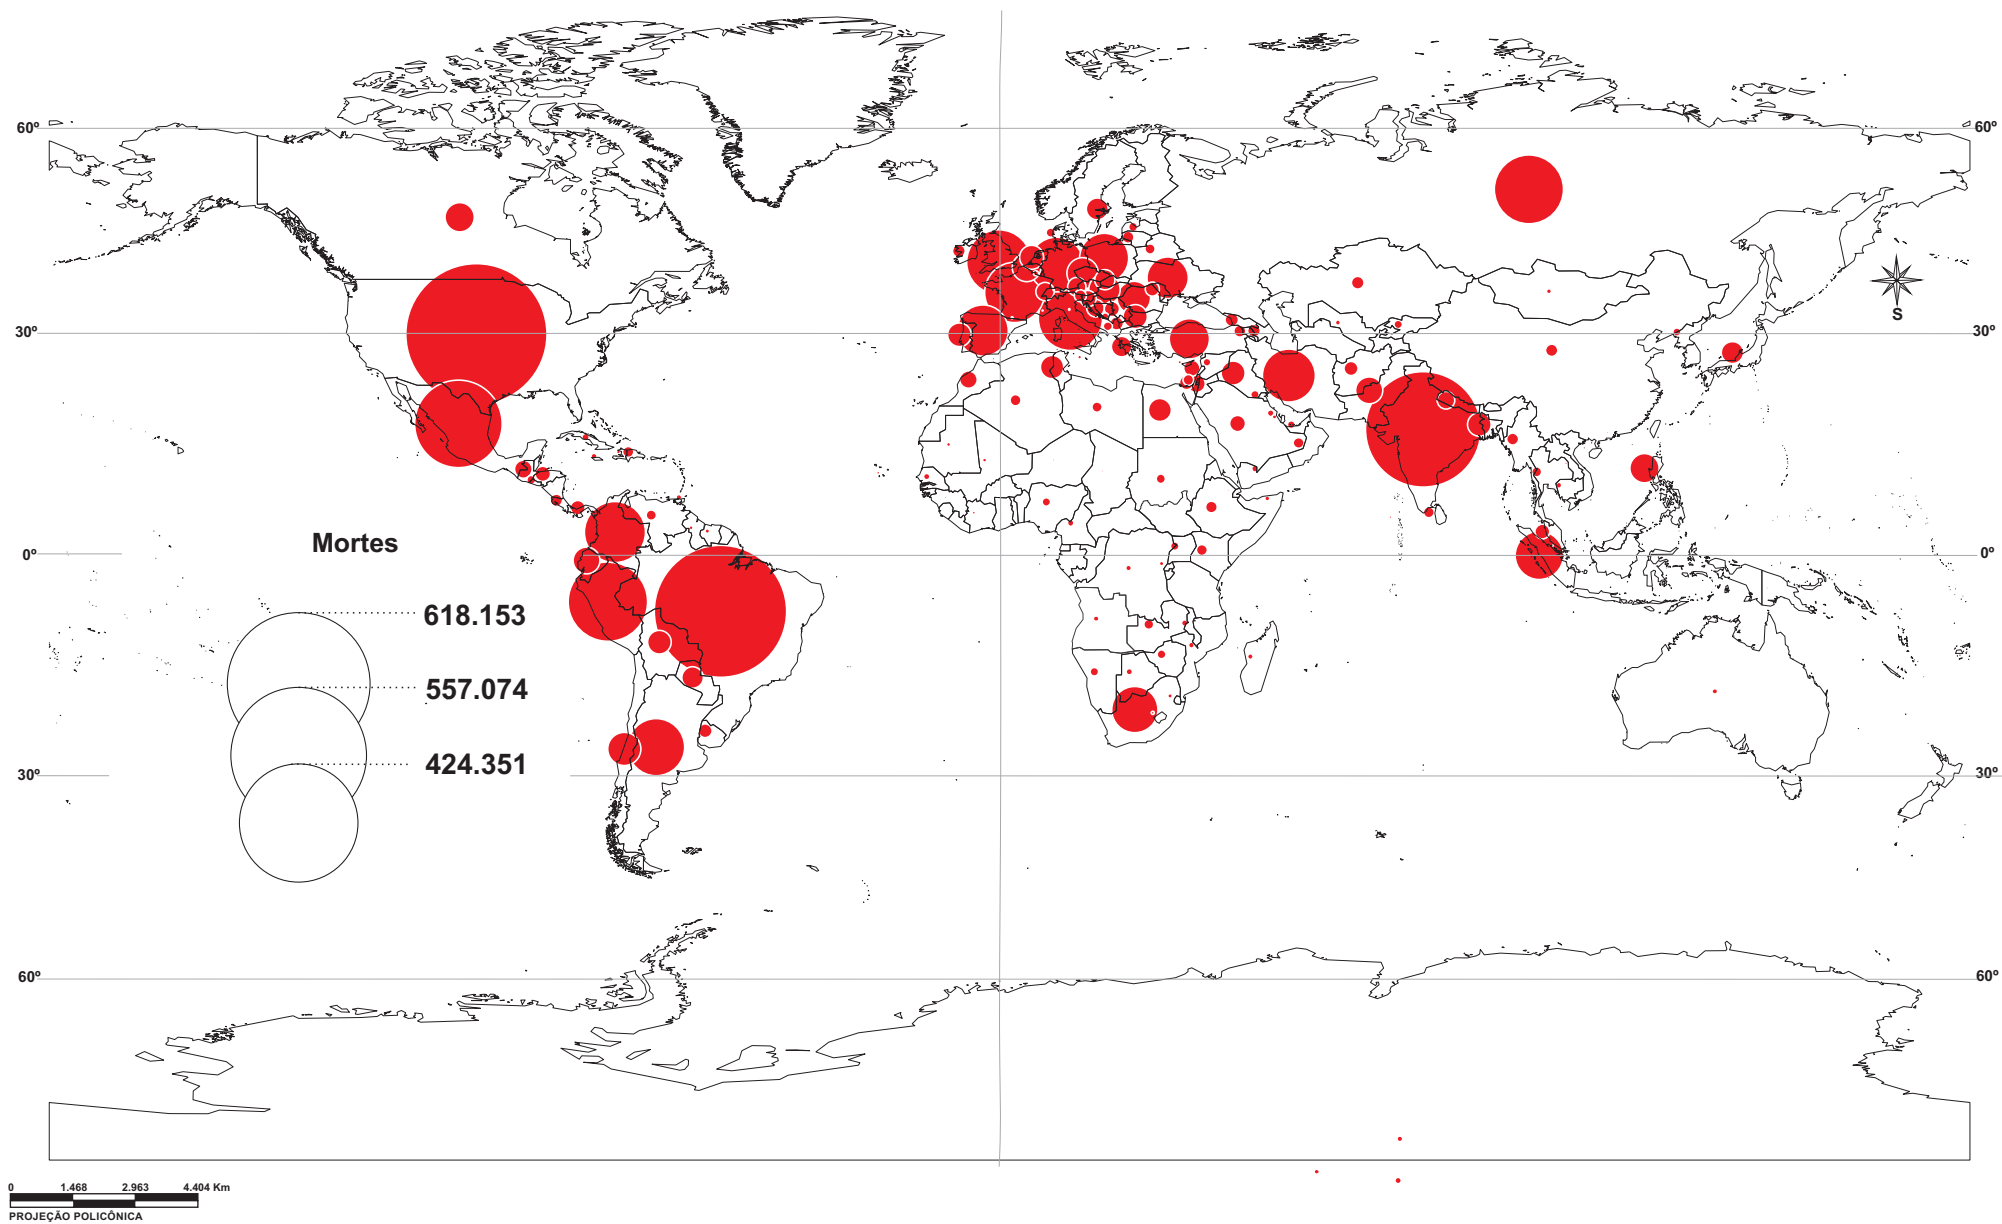 60º
60º
S
30º
30º
Mortes
0º
0º
618.153
557.074
424.351
30º
30º
60º
60º
0 1.468 2.963 4.404 Km
PROJEÇÃO POLICÔNICA